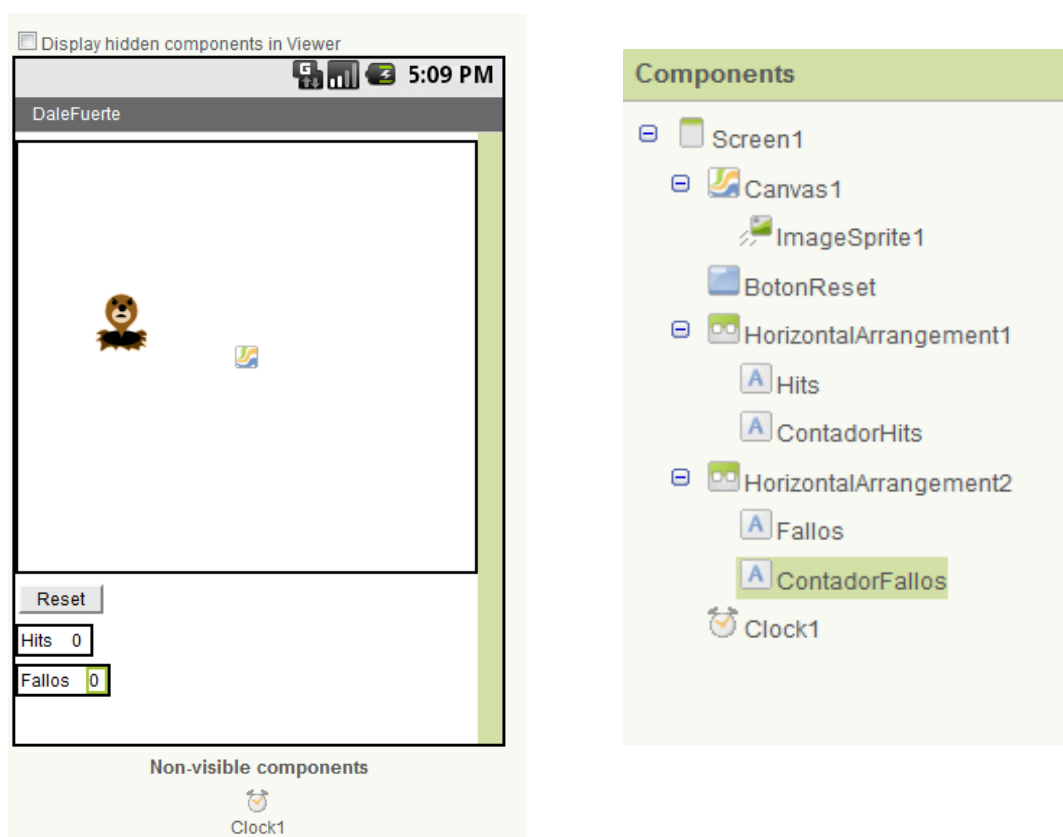 Display hidden components in Viewer
5:09 PM
DaleFuerte
Reset
Hits 0
Fallos 0
Non-visible components
Clock1
Components
Screen1
Canvas1
ImageSprite1
BotonReset
HorizontalArrangement1
Hits
ContadorHits
HorizontalArrangement2
Fallos
ContadorFallos
Clock1